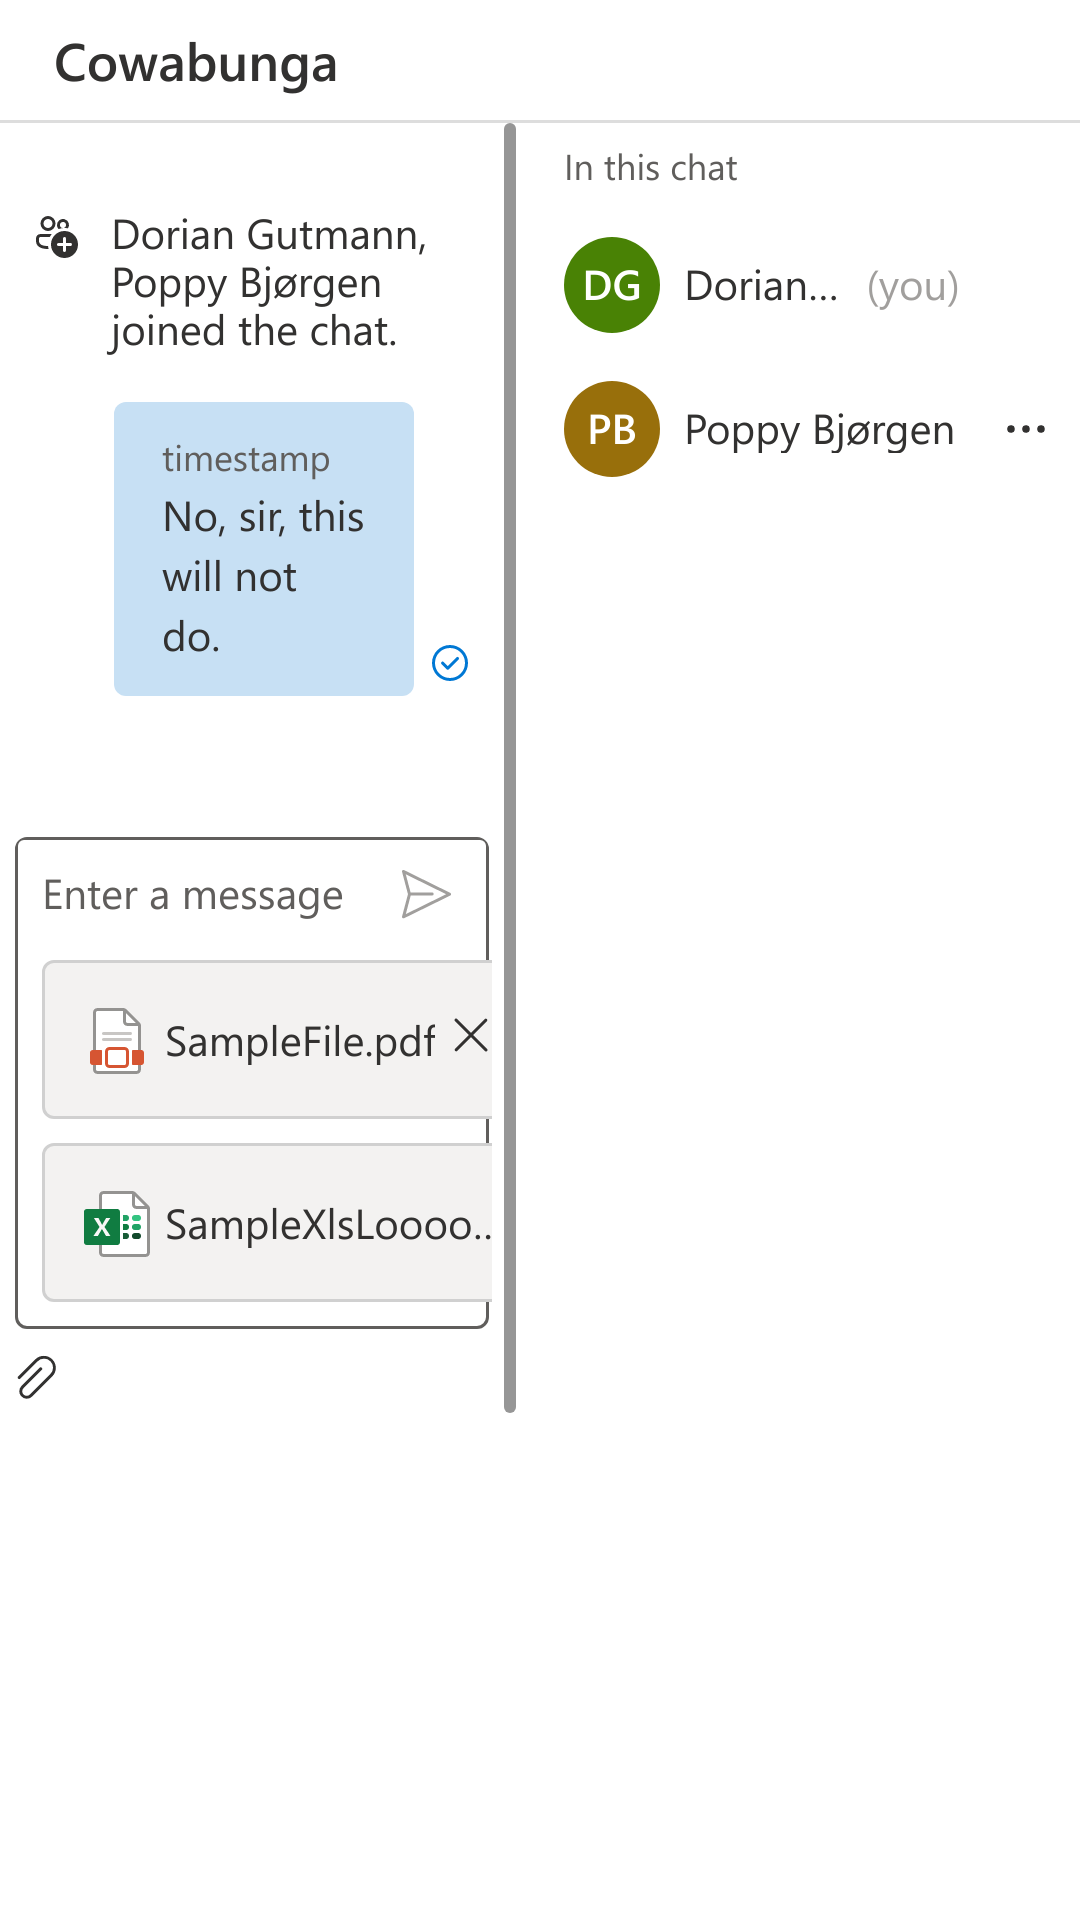 Cowabunga
Dorian Gutmann,
Poppy Bjørgen
joined the chat.
timestamp
No, sir, this
will not
do.
Enter a message
SampleFile.pdf
X
SampleXlsLoooo...
In this chat
DG Dorian... (you)
PB Poppy Bjørgen